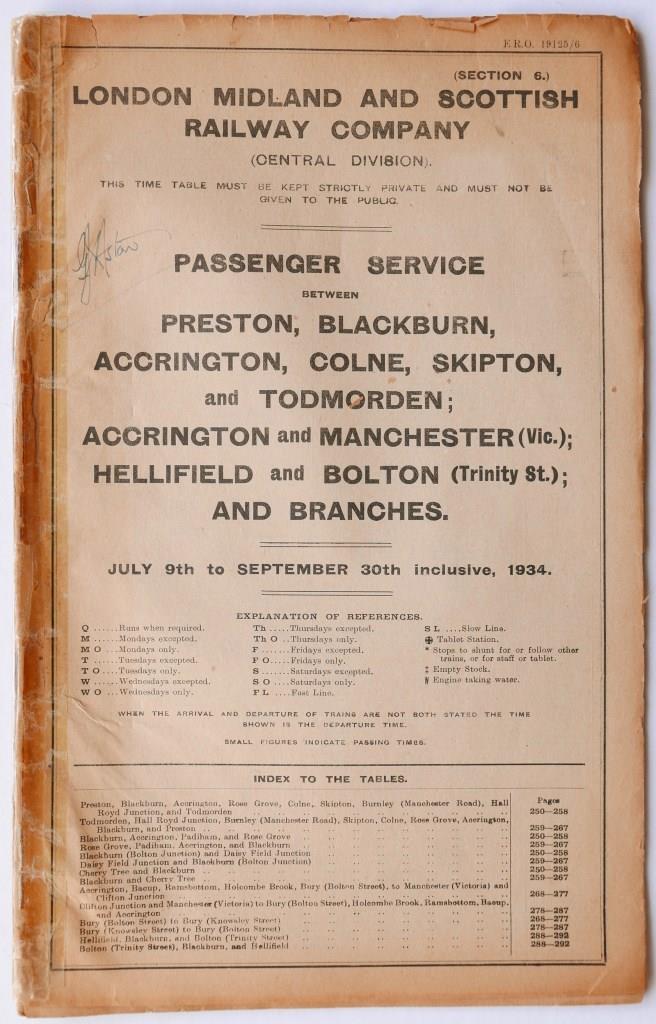 E.R.O. 19125/6
(SECTION 6.)
LONDON MIDLAND AND SCOTTISH
RAILWAY COMPANY
(CENTRAL DIVISION).
THIS TIME TABLE MUST BE KEPT STRICTLY PRIVATE AND MUST NOT BE
GIVEN TO THE PUBLIC.
PASSENGER SERVICE
BETWEEN
PRESTON, BLACKBURN,
ACCRINGTON, COLNE, SKIPTON,
and TODMORDEN;
ACCRINGTON and MANCHESTER (Vic.);
HELLIFIELD and BOLTON (Trinity St.);
AND BRANCHES.
JULY 9th to SEPTEMBER 30th inclusive, 1934.
EXPLANATION OF REFERENCES.
Q ......Runs when required.
M ......Mondays excepted.
M O ...Mondays only.
T ......Tuesdays excepted.
T O ....Tuesdays only.
W ......Wednesdays excepted.
W O ...Wednesdays only.
Th .....Thursdays excepted.
Th O ..Thursdays only.
F .......Fridays excepted.
F O ....Fridays only.
S .......Saturdays excepted.
S O ....Saturdays only.
F L ....Fast Line.
S L ....Slow Line.
⊕ Tablet Station.
* Stops to shunt for or follow other
trains, or for staff or tablet.
‡ Empty Stock.
Engine taking water.
WHEN THE ARRIVAL AND DEPARTURE OF TRAINS ARE NOT BOTH STATED THE TIME
SHOWN IS THE DEPARTURE TIME.
SMALL FIGURES INDICATE PASSING TIMES.
INDEX TO THE TABLES.
Pages
Preston, Blackburn, Accrington, Rose Grove, Colne, Skipton, Burnley (Manchester Road), Hall
Royd Junction, and Todmorden .. 250—258
Todmorden, Hall Royd Junction, Burnley (Manchester Road), Skipton, Colne, Rose Grove, Accrington,
Blackburn, and Preston .. 259—267
Blackburn, Accrington, Padiham, and Rose Grove .. 250—258
Rose Grove, Padiham, Accrington, and Blackburn .. 259—267
Blackburn (Bolton Junction) and Daisy Field Junction .. 250—258
Daisy Field Junction and Blackburn (Bolton Junction) .. 259—267
Cherry Tree and Blackburn .. 250—258
Blackburn and Cherry Tree .. 259—267
Accrington, Bacup, Ramsbottom, Holcombe Brook, Bury (Bolton Street), to Manchester (Victoria) and
Clifton Junction .. 268—277
Clifton Junction and Manchester (Victoria) to Bury (Bolton Street), Holcombe Brook, Ramsbottom, Bacup,
and Accrington .. 278—287
Bury (Bolton Street) to Bury (Knowsley Street) .. 268—277
Bury (Knowsley Street) to Bury (Bolton Street) .. 278—287
Hellifield, Blackburn, and Bolton (Trinity Street) .. 288—292
Bolton (Trinity Street), Blackburn, and Hellifield .. 288—292